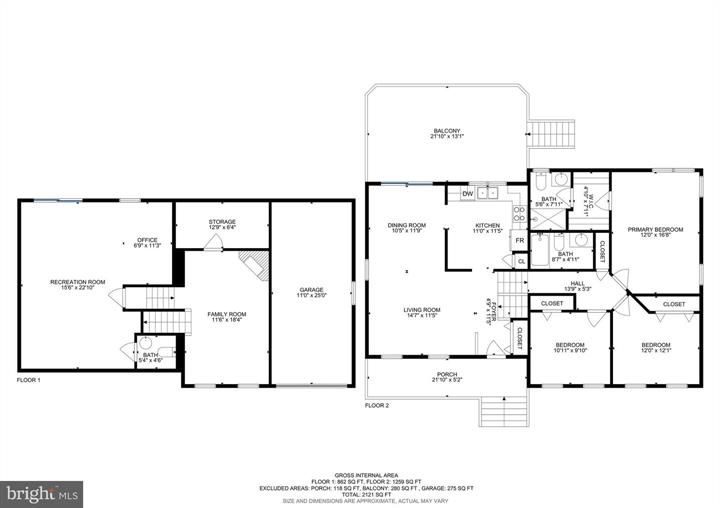 BALCONY
21'10" x 13'1"
STORAGE
12'9" x 6'4"
OFFICE
6'9" x 11'3"
RECREATION ROOM
15'6" x 22'10"
FAMILY ROOM
11'6" x 18'4"
GARAGE
11'0" x 25'0"
BATH
5'4" x 4'6"
FLOOR 1
DW
DINING ROOM
10'5" x 11'9"
KITCHEN
11'0" x 11'5"
FR
CL
BATH
5'6" x 7'11"
W.I.C
4'10" x 7'11"
PRIMARY BEDROOM
12'0" x 16'8"
BATH
8'7" x 4'11"
CLOSET
HALL
13'9" x 5'3"
LIVING ROOM
14'7" x 11'5"
FOYER
4'9" x 11'5"
CLOSET
CLOSET
CLOSET
BEDROOM
10'11" x 9'10"
BEDROOM
12'0" x 12'1"
PORCH
21'10" x 5'2"
FLOOR 2
GROSS INTERNAL AREA
FLOOR 1: 862 SQ FT, FLOOR 2: 1259 SQ FT
EXCLUDED AREAS: PORCH: 118 SQ FT, BALCONY: 280 SQ FT , GARAGE: 275 SQ FT
TOTAL: 2121 SQ FT
SIZE AND DIMENSIONS ARE APPROXIMATE, ACTUAL MAY VARY
bright MLS